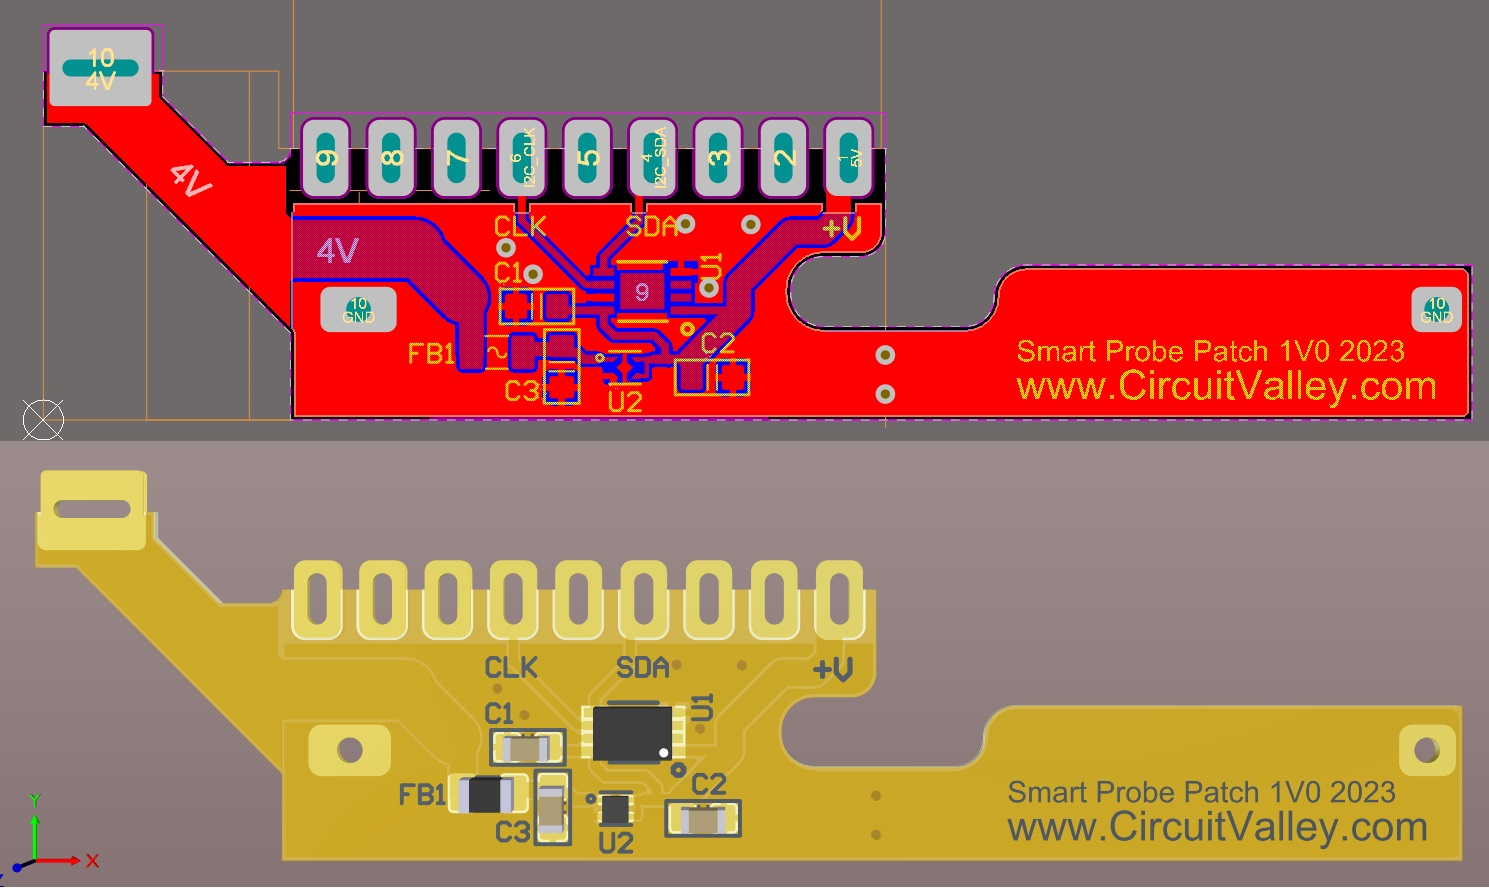 10
4V
4V
9
8
7
6
I2C_CLK
5
4
I2C_SDA
3
2
1
5V
CLK
SDA
+V
4V
C1
U1
9
10
GND
10
GND
FB1
C2
C3
U2
Smart Probe Patch 1V0 2023
www.CircuitValley.com
CLK
SDA
+V
C1
U1
FB1
C2
C3
U2
Smart Probe Patch 1V0 2023
www.CircuitValley.com
Y
X